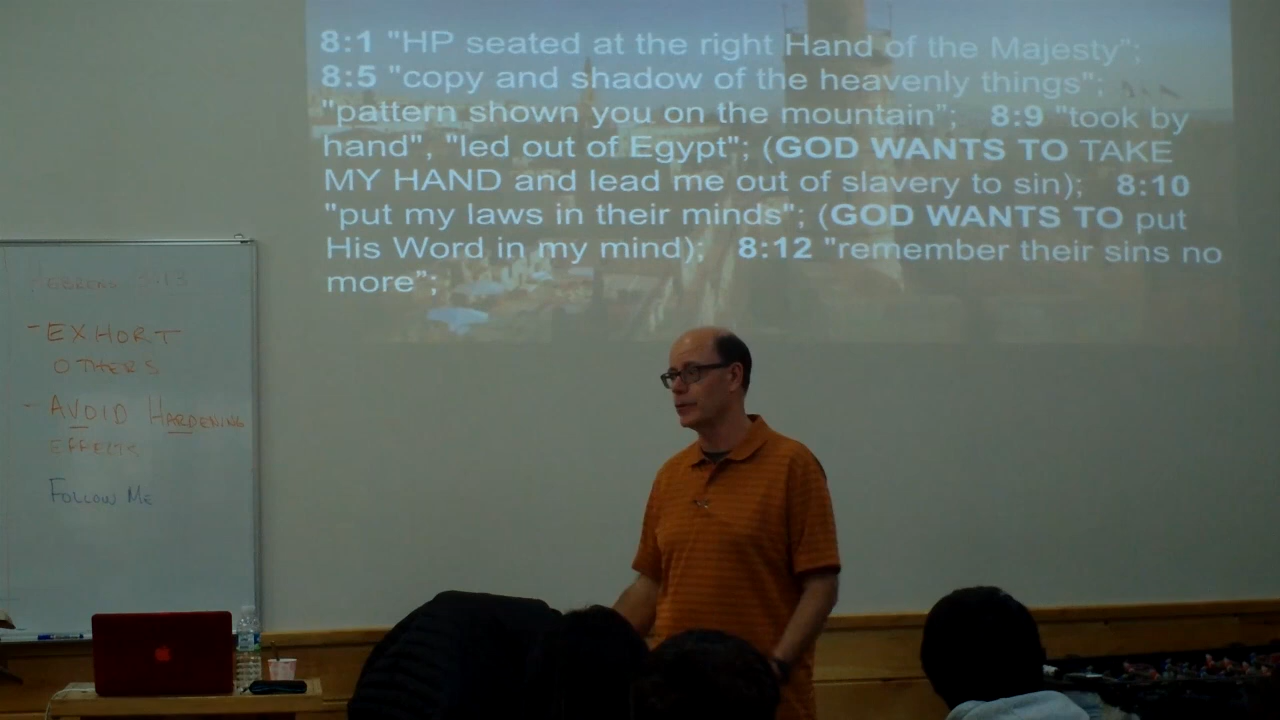 8:1 "HP seated at the right Hand of the Majesty";
8:5 "copy and shadow of the heavenly things";
"pattern shown you on the mountain"; 8:9 "took by
hand", "led out of Egypt"; (GOD WANTS TO TAKE
MY HAND and lead me out of slavery to sin); 8:10
"put my laws in their minds"; (GOD WANTS TO put
His Word in my mind); 8:12 "remember their sins no
more";
- EXHORT
OTHERS
- AVOID HARDENING
EFFECTS
FOLLOW ME